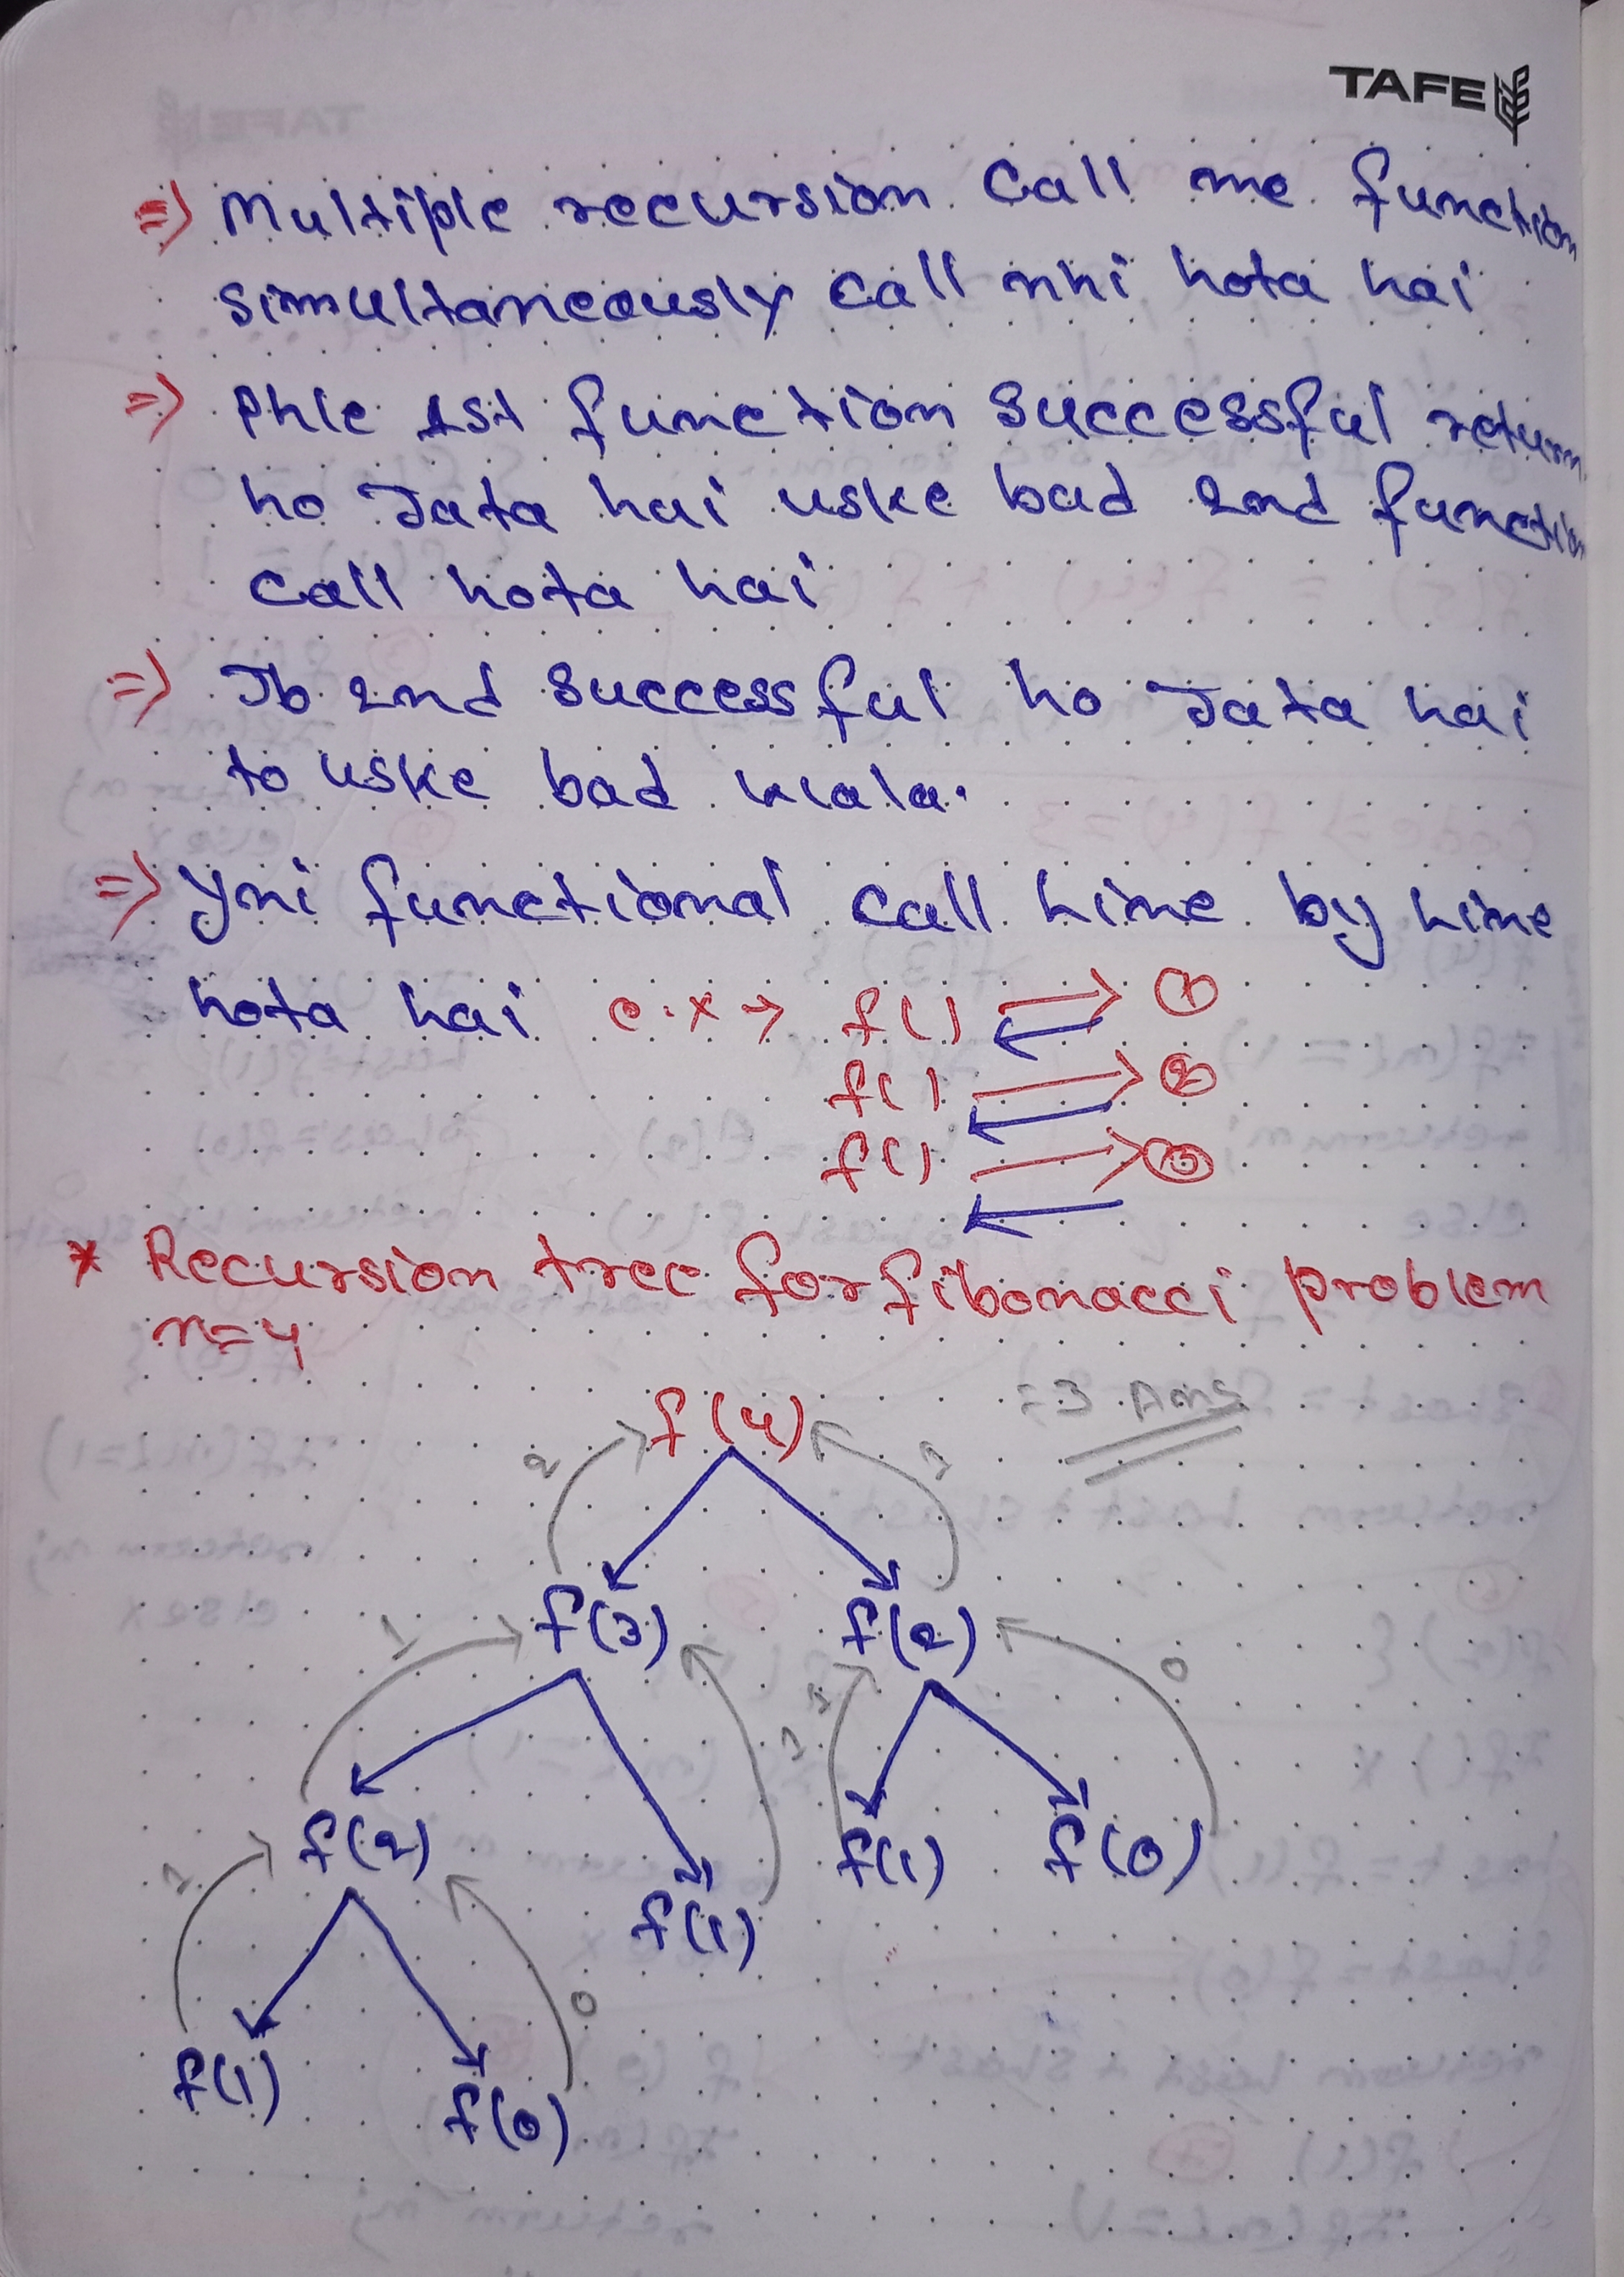 TAFE
=> Multiple recursion call me function
simultaneously call nhi hota hai
=> Phle 1st function successful return
ho Jata hai uske bad 2nd function
call hota hai
=> Jb 2nd successful ho Jata hai
to uske bad wala.
=> Yni functional call Line by Line
hota hai e.x → f() ①
f() ②
f() ③
* Recursion tree for fibonacci problem
n=4
f(4) =3 Ans
2 1
f(3) f(2)
1 1 1 0
f(2) f(1) f(1) f(0)
1 0
f(1) f(0)